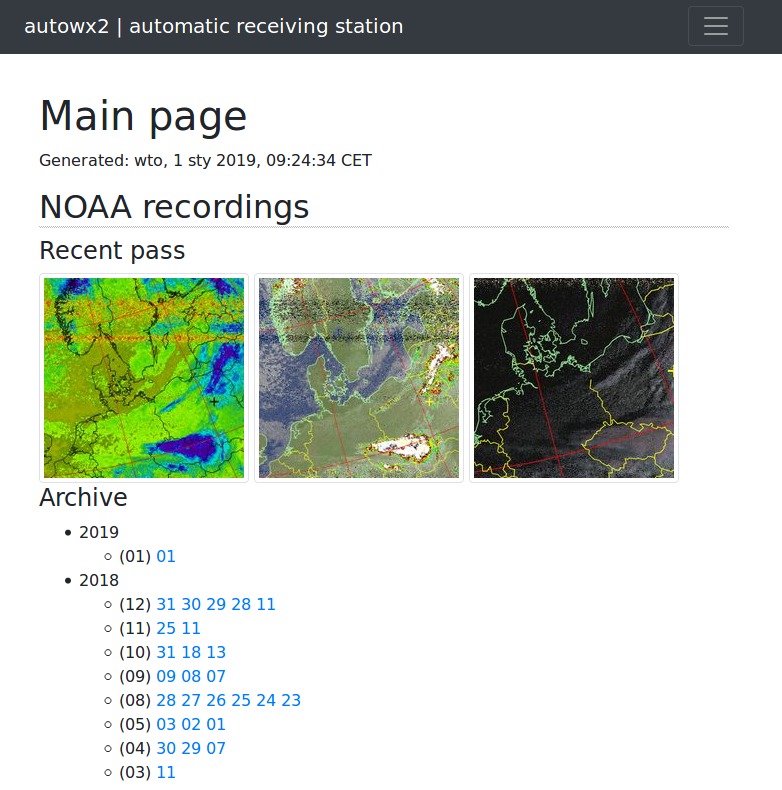 autowx2 | automatic receiving station
Main page
Generated: wto, 1 sty 2019, 09:24:34 CET
NOAA recordings
Recent pass
Archive
2019
(01) 01
2018
(12) 31 30 29 28 11
(11) 25 11
(10) 31 18 13
(09) 09 08 07
(08) 28 27 26 25 24 23
(05) 03 02 01
(04) 30 29 07
(03) 11